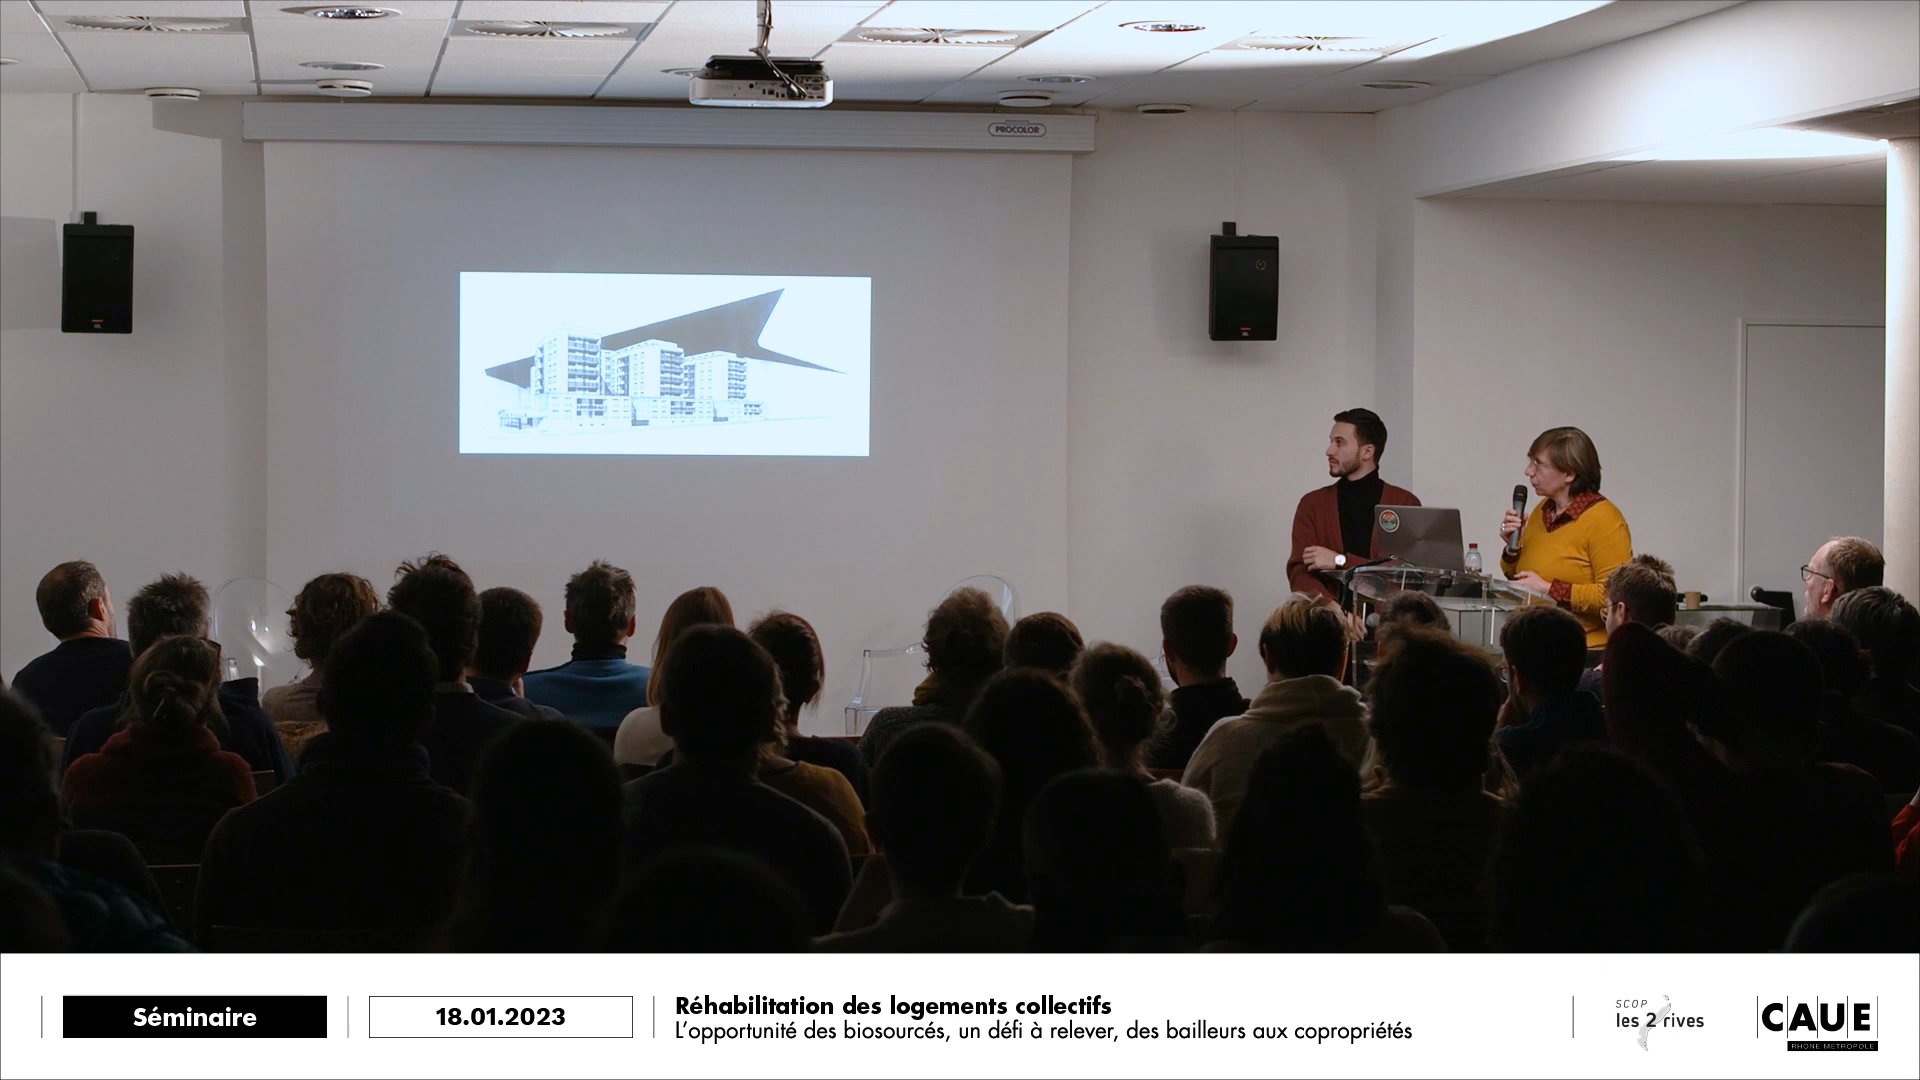 PROCOLOR
Séminaire
18.01.2023
Réhabilitation des logements collectifs
L'opportunité des biosourcés, un défi à relever, des bailleurs aux copropriétés
SCOP
les 2 rives
CAUE
RHÔNE MÉTROPOLE